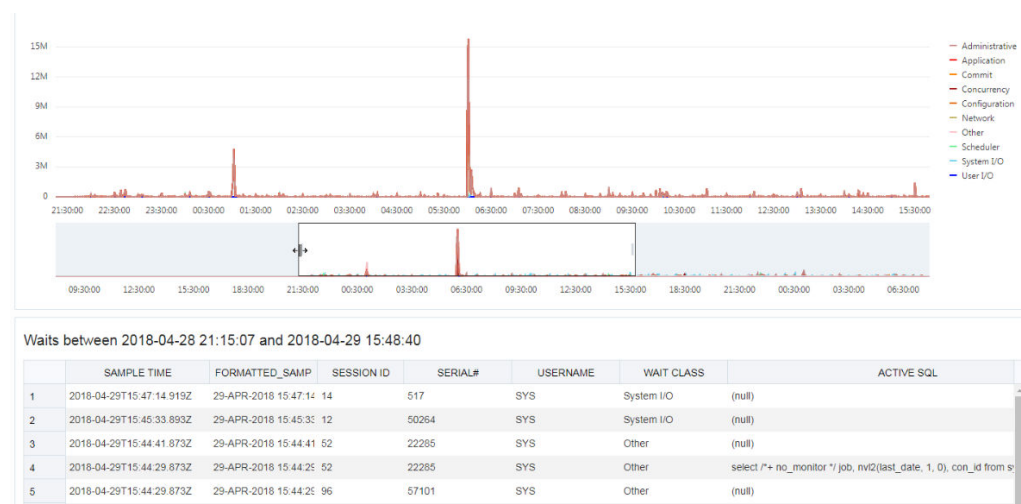 15M
12M
9M
6M
3M
0
21:30:00 22:30:00 23:30:00 00:30:00 01:30:00 02:30:00 03:30:00 04:30:00 05:30:00 06:30:00 07:30:00 08:30:00 09:30:00 10:30:00 11:30:00 12:30:00 13:30:00 14:30:00 15:30:00
Administrative
Application
Commit
Concurrency
Configuration
Network
Other
Scheduler
System I/O
User I/O
09:30:00 12:30:00 15:30:00 18:30:00 21:30:00 00:30:00 03:30:00 06:30:00 09:30:00 12:30:00 15:30:00 18:30:00 21:30:00 00:30:00 03:30:00 06:30:00
Waits between 2018-04-28 21:15:07 and 2018-04-29 15:48:40
SAMPLE TIME FORMATTED_SAMP SESSION ID SERIAL# USERNAME WAIT CLASS ACTIVE SQL
1 2018-04-29T15:47:14.919Z 29-APR-2018 15:47:14 14 517 SYS System I/O (null)
2 2018-04-29T15:45:33.893Z 29-APR-2018 15:45:33 12 50264 SYS System I/O (null)
3 2018-04-29T15:44:41.873Z 29-APR-2018 15:44:41 52 22285 SYS Other (null)
4 2018-04-29T15:44:29.873Z 29-APR-2018 15:44:29 52 22285 SYS Other select /*+ no_monitor */ job, nvl2(last_date, 1, 0), con_id from
5 2018-04-29T15:44:29.873Z 29-APR-2018 15:44:29 96 57101 SYS Other (null)